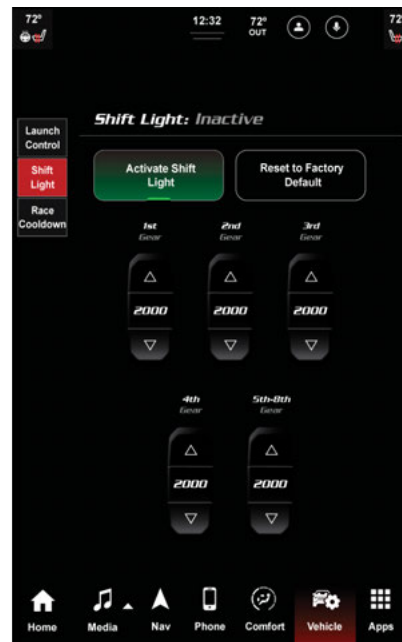 72°
12:32
72°
OUT
72
Shift Light: Inactive
Launch
Control
Shift
Light
Race
Cooldown
Activate Shift
Light
Reset to Factory
Default
1st
Gear
2nd
Gear
3rd
Gear
2000
2000
2000
4th
Gear
5th-8th
Gear
2000
2000
Home
Media
Nav
Phone
Comfort
Vehicle
Apps